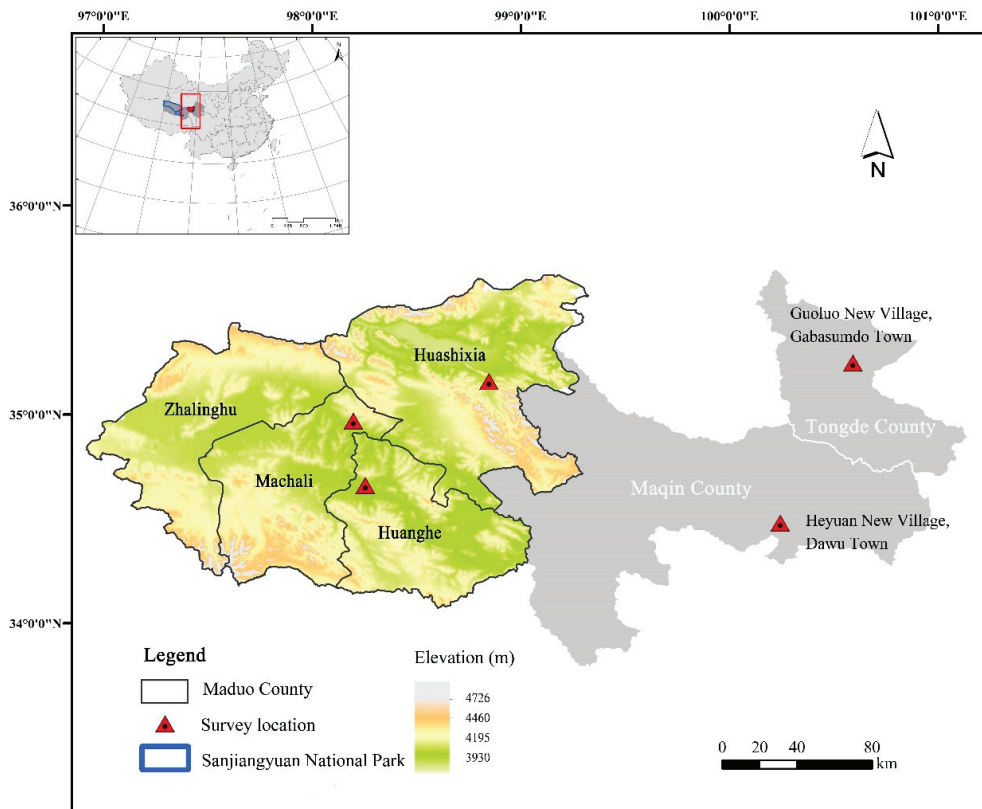 97°0'0"E 98°0'0"E 99°0'0"E 100°0'0"E 101°0'0"E
N
N
36°0'0"N
35°0'0"N
34°0'0"N
Guoluo New Village,
Gabasumdo Town
Huashixia
Zhalinghu
Tongde County
Machali
Maqin County
Huanghe
Heyuan New Village,
Dawu Town
Legend
Maduo County
Survey location
Sanjiangyuan National Park
Elevation (m)
4726
4460
4195
3930
0 20 40 80
km